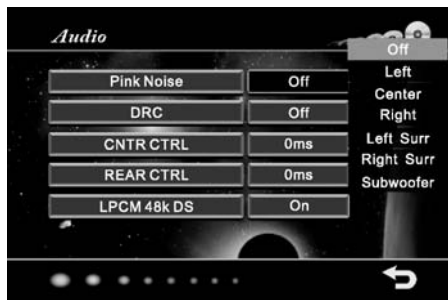 Audio
Pink Noise Off
DRC Off
CNTR CTRL 0ms
REAR CTRL 0ms
LPCM 48k DS On
Off
Left
Center
Right
Left Surr
Right Surr
Subwoofer